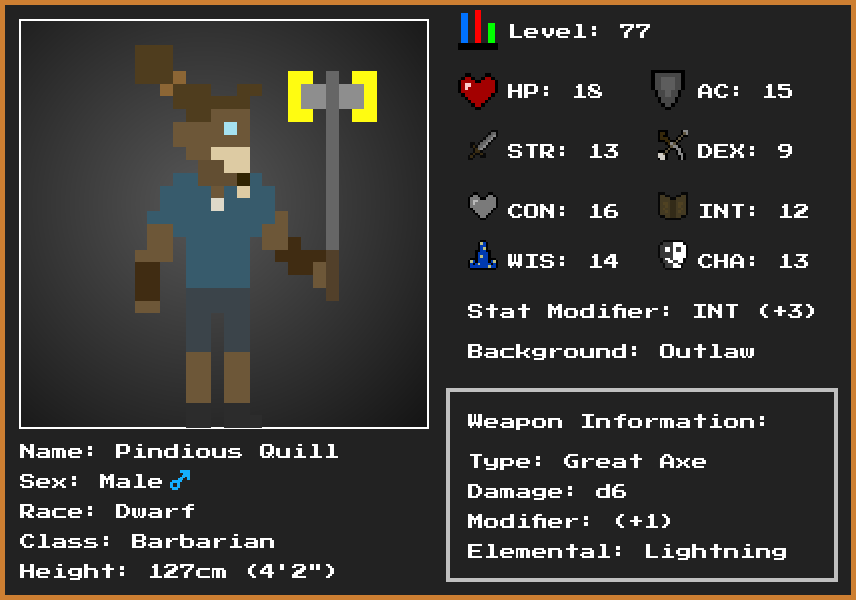 Level: 77
HP: 18
AC: 15
STR: 13
DEX: 9
CON: 16
INT: 12
WIS: 14
CHA: 13
Stat Modifier: INT (+3)
Background: Outlaw
Weapon Information:
Type: Great Axe
Damage: d6
Modifier: (+1)
Elemental: Lightning
Name: Pindious Quill
Sex: Male ♂
Race: Dwarf
Class: Barbarian
Height: 127cm (4'2")